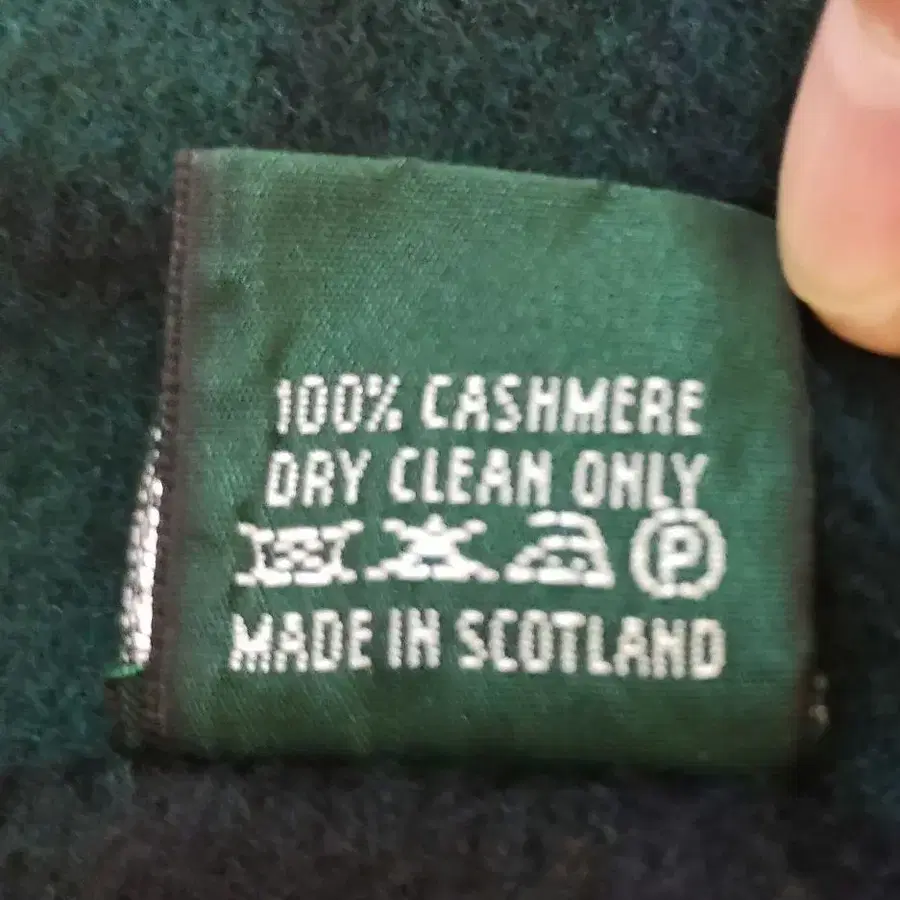 100% CASHMERE
DRY CLEAN ONLY
P
MADE IN SCOTLAND